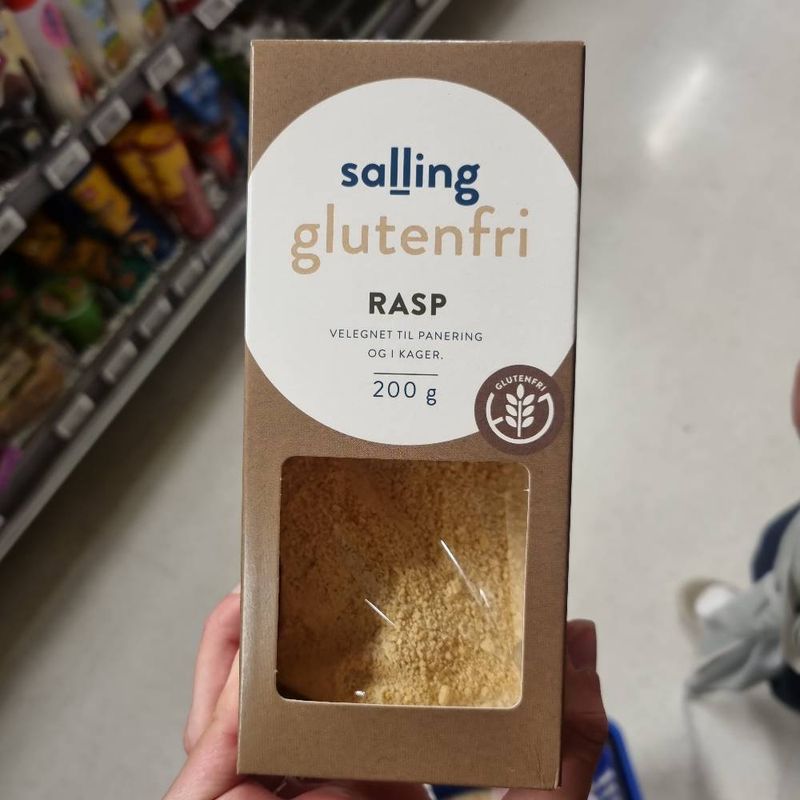 salling
glutenfri
RASP
VELEGNET TIL PANERING
OG I KAGER.
200 g
GLUTENFRI